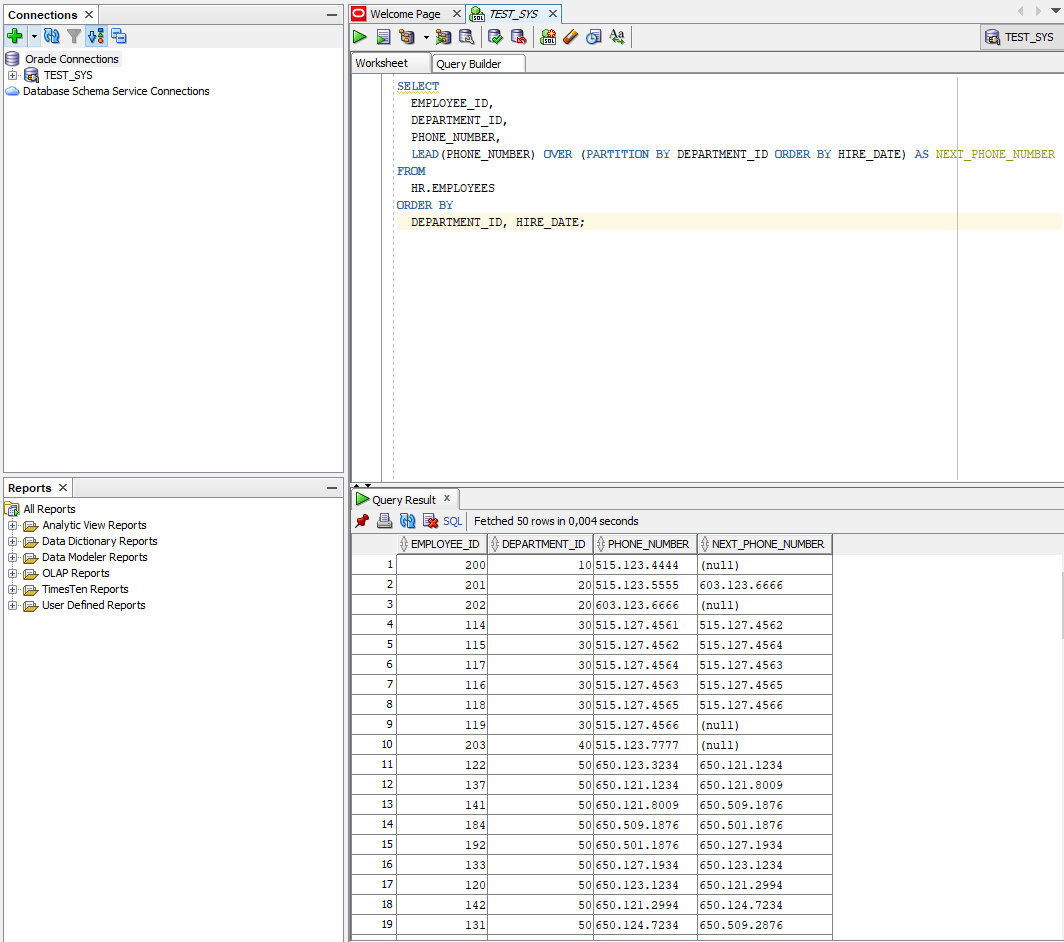 Connections
Oracle Connections
TEST_SYS
Database Schema Service Connections
Reports
All Reports
Analytic View Reports
Data Dictionary Reports
Data Modeler Reports
OLAP Reports
TimesTen Reports
User Defined Reports
Welcome Page TEST_SYS
SQL Aa TEST_SYS
Worksheet Query Builder
SELECT
EMPLOYEE_ID,
DEPARTMENT_ID,
PHONE_NUMBER,
LEAD(PHONE_NUMBER) OVER (PARTITION BY DEPARTMENT_ID ORDER BY HIRE_DATE) AS NEXT_PHONE_NUMBER
FROM
HR.EMPLOYEES
ORDER BY
DEPARTMENT_ID, HIRE_DATE;
Query Result
SQL Fetched 50 rows in 0,004 seconds
EMPLOYEE_ID DEPARTMENT_ID PHONE_NUMBER NEXT_PHONE_NUMBER
1 200 10 515.123.4444 (null)
2 201 20 515.123.5555 603.123.6666
3 202 20 603.123.6666 (null)
4 114 30 515.127.4561 515.127.4562
5 115 30 515.127.4562 515.127.4564
6 117 30 515.127.4564 515.127.4563
7 116 30 515.127.4563 515.127.4565
8 118 30 515.127.4565 515.127.4566
9 119 30 515.127.4566 (null)
10 203 40 515.123.7777 (null)
11 122 50 650.123.3234 650.121.1234
12 137 50 650.121.1234 650.121.8009
13 141 50 650.121.8009 650.509.1876
14 184 50 650.509.1876 650.501.1876
15 192 50 650.501.1876 650.127.1934
16 133 50 650.127.1934 650.123.1234
17 120 50 650.123.1234 650.121.2994
18 142 50 650.121.2994 650.124.7234
19 131 50 650.124.7234 650.509.2876